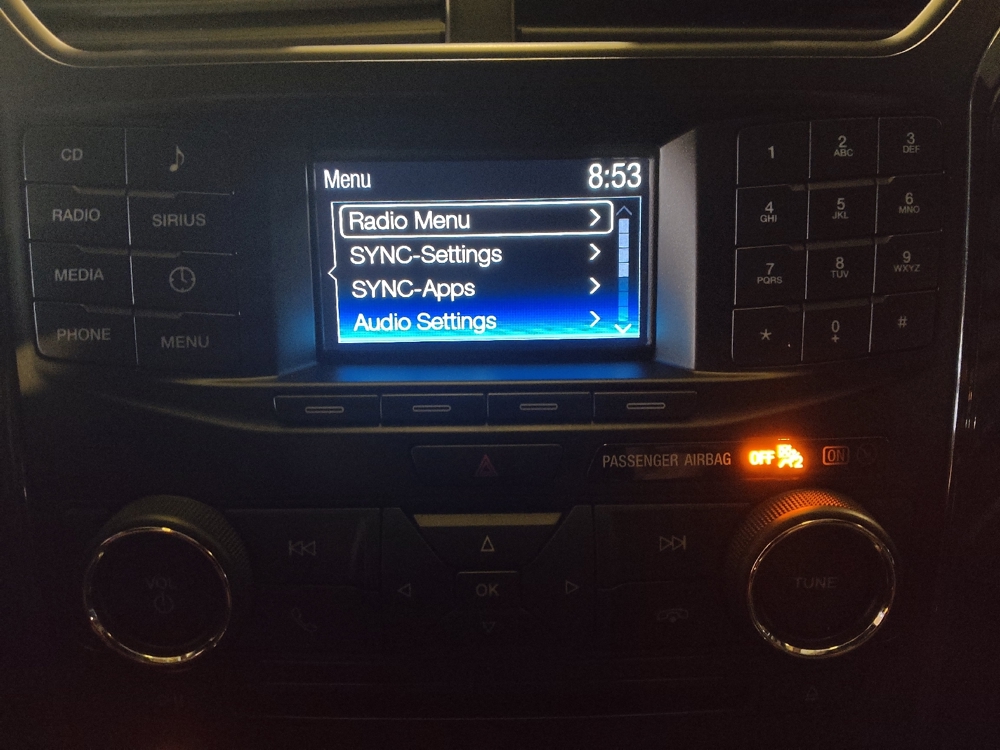 CD
RADIO
SIRIUS
MEDIA
PHONE
MENU
Menu 8:53
Radio Menu
SYNC-Settings
SYNC-Apps
Audio Settings
1
2
ABC
3
DEF
4
GHI
5
JKL
6
MNO
7
PQRS
8
TUV
9
WXYZ
*
0
+
#
PASSENGER AIRBAG OFF 2 ON
VOL
OK
TUNE